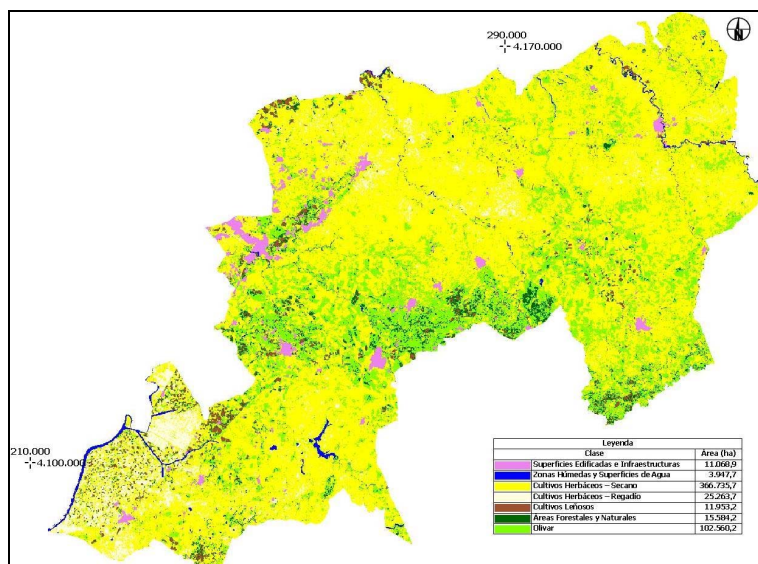 N
290.000
4.170.000
210.000
4.100.000
Leyenda
Clase Área (ha)
Superficies Edificadas e Infraestructuras 11.068,9
Zonas Húmedas y Superficies de Agua 3.947,7
Cultivos Herbáceos – Secano 366.735,7
Cultivos Herbáceos – Regadío 25.263,7
Cultivos Leñosos 11.953,2
Áreas Forestales y Naturales 15.584,2
Olivar 102.560,2